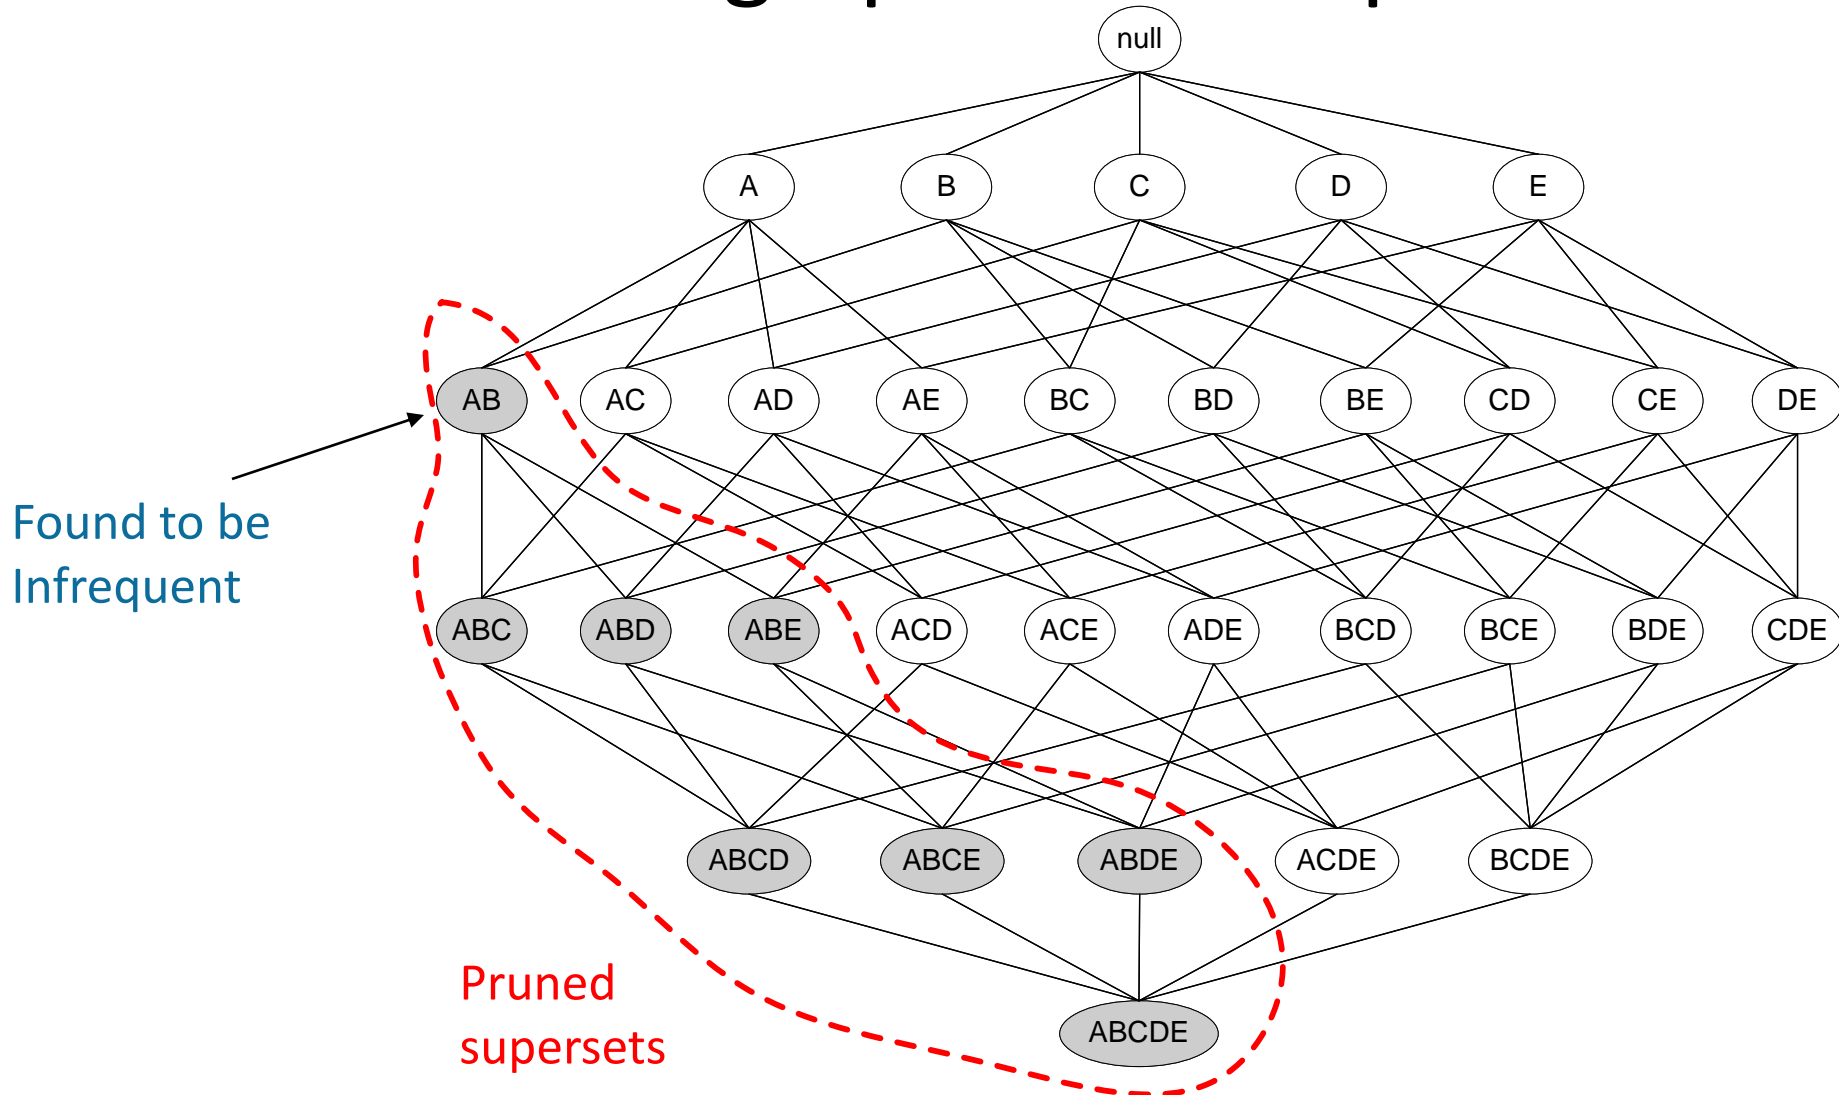 null
A B C D E
AB AC AD AE BC BD BE CD CE DE
Found to be
Infrequent
ABC ABD ABE ACD ACE ADE BCD BCE BDE CDE
ABCD ABCE ABDE ACDE BCDE
Pruned
supersets
ABCDE